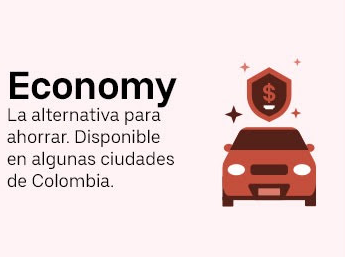 Economy
La alternativa para
ahorrar. Disponible
en algunas ciudades
de Colombia.
$